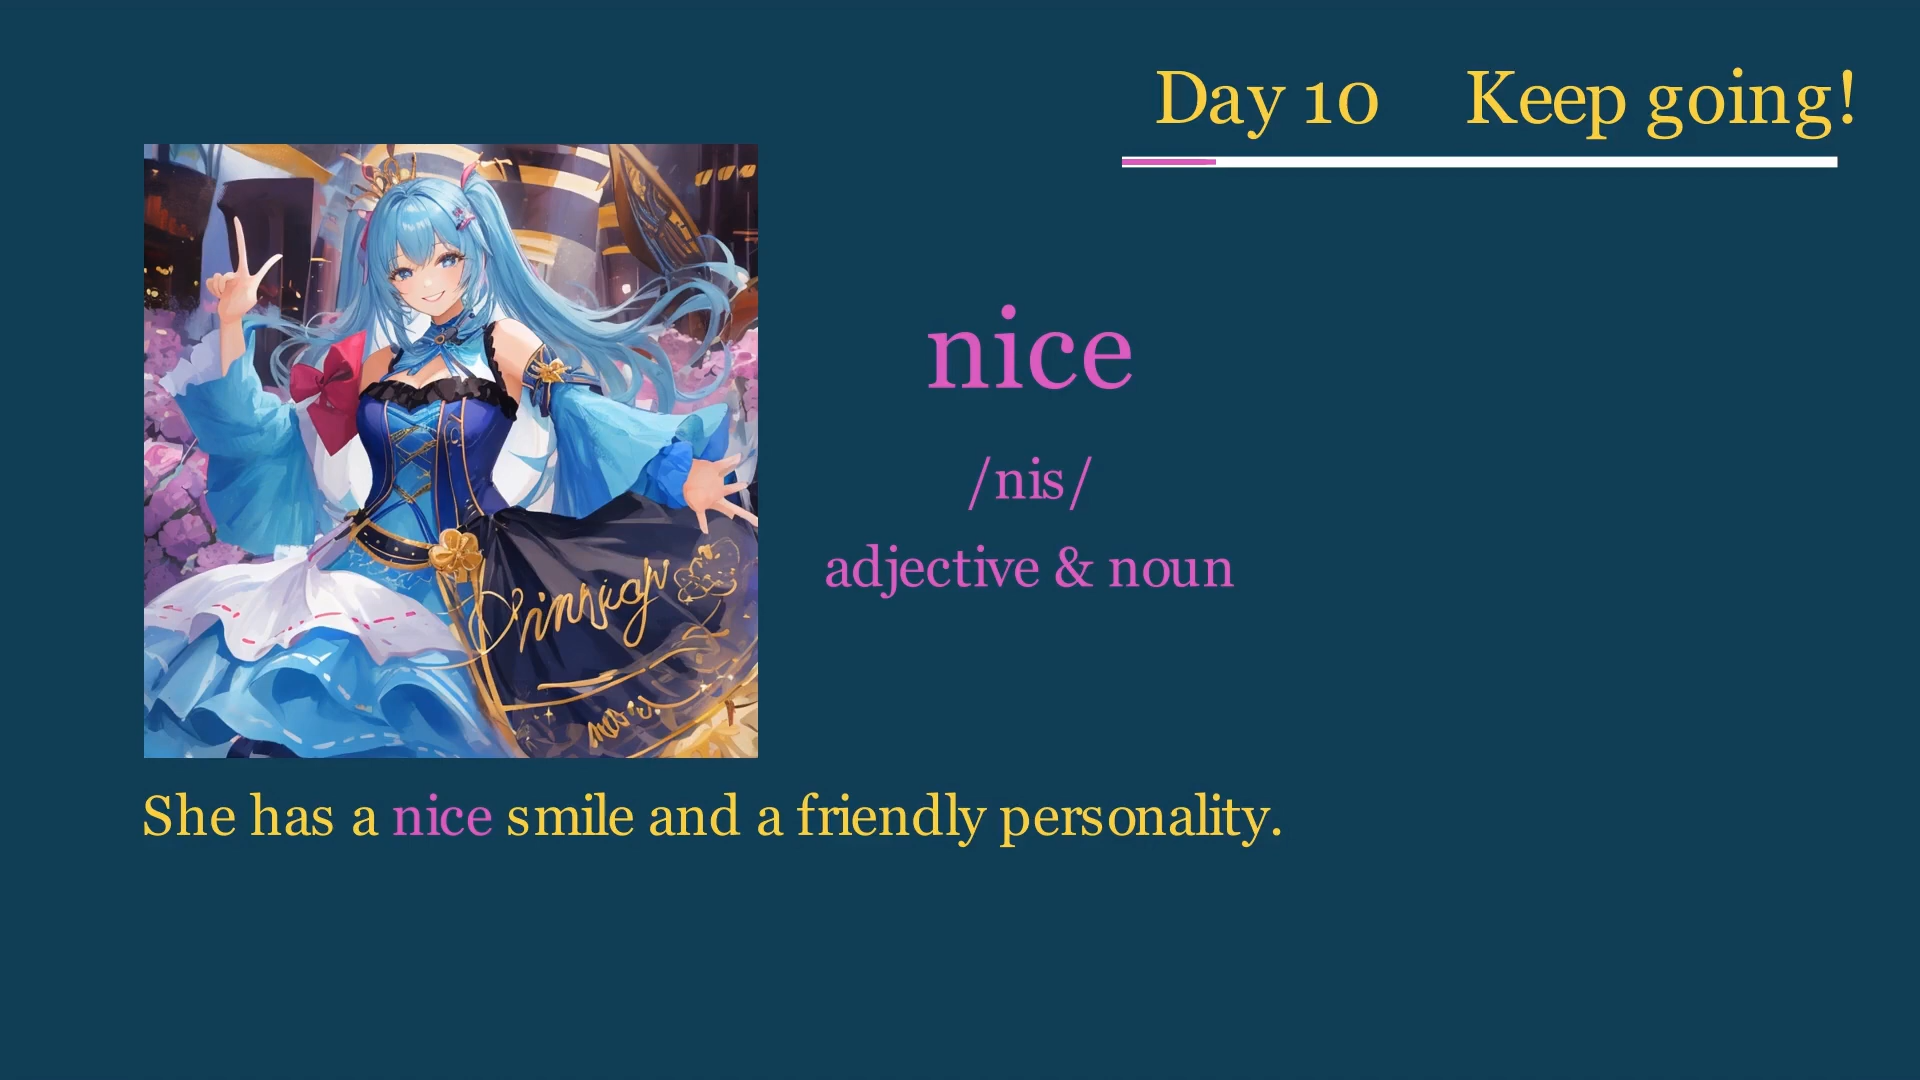 Day 10 Keep going!
nice
/nis/
adjective & noun
She has a nice smile and a friendly personality.